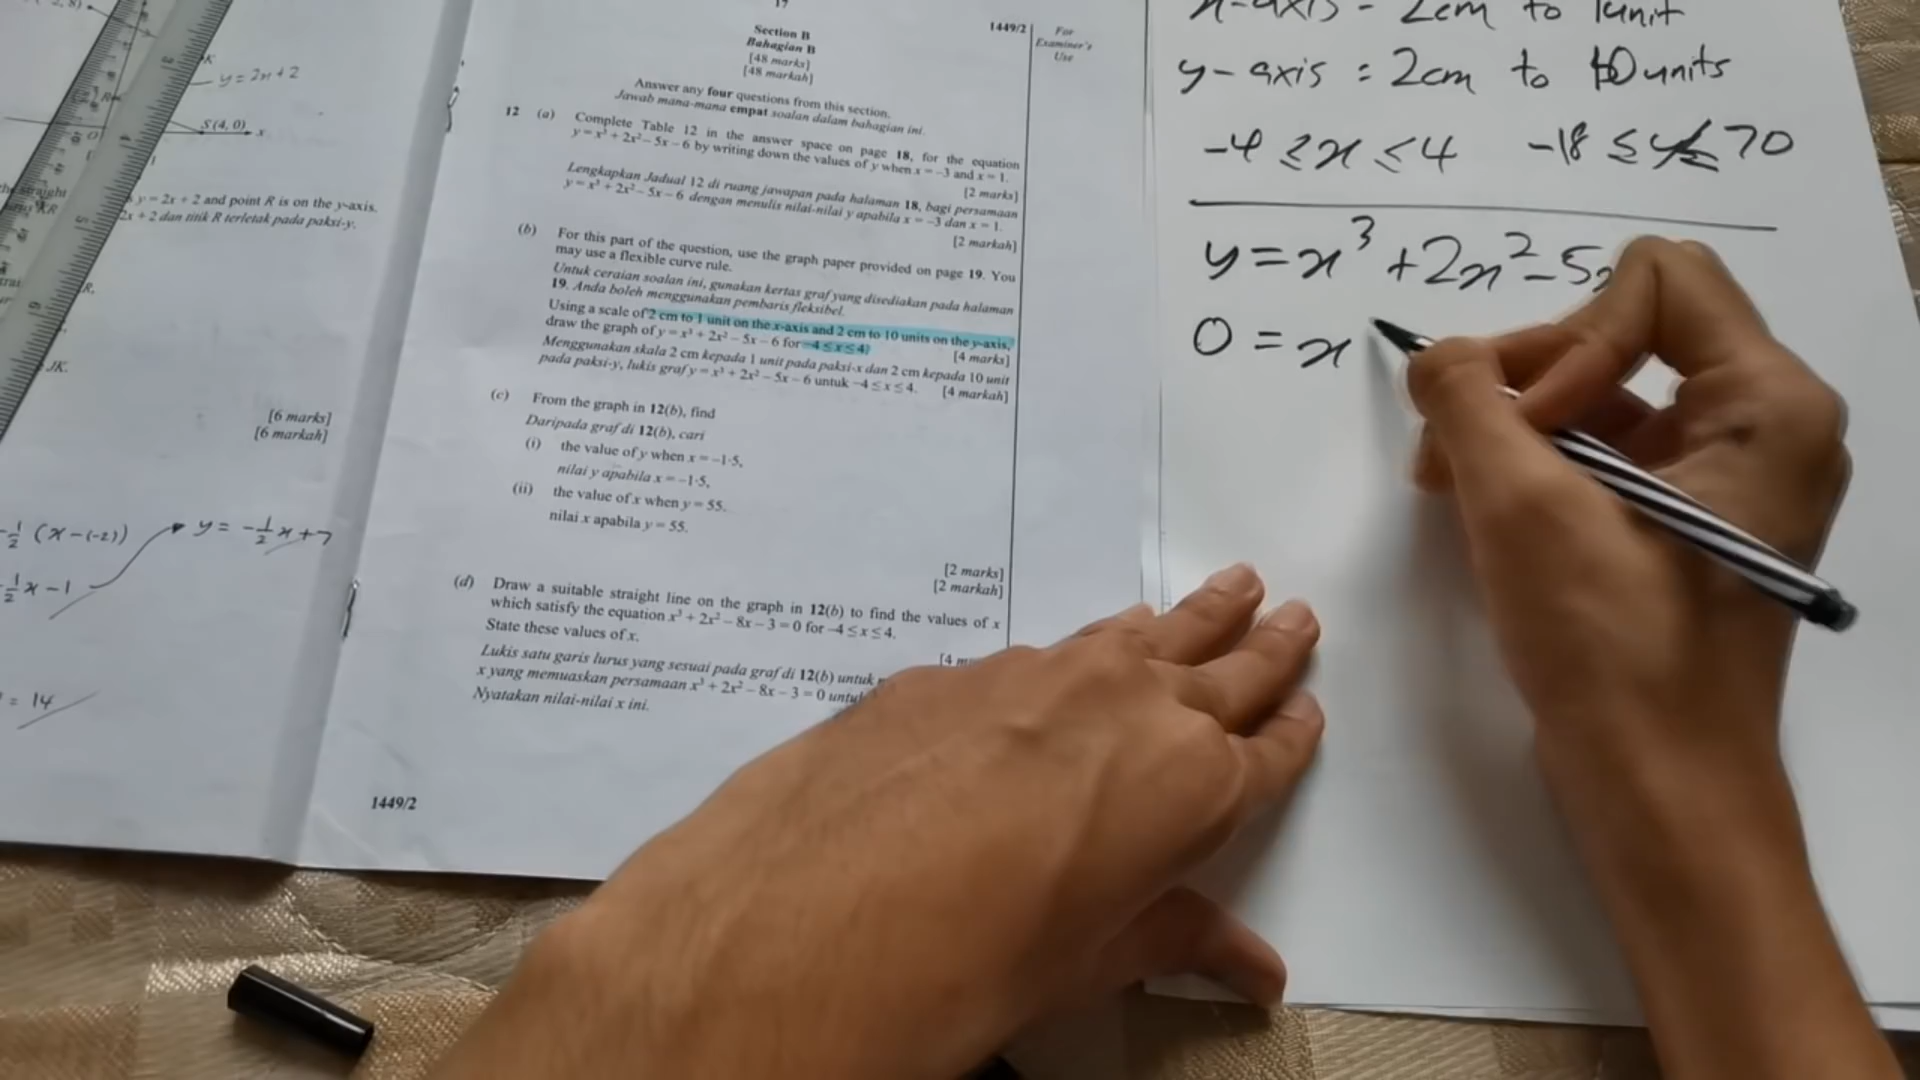 K
y = 2x + 2
S(4, 0)
x
y = 2x + 2 and point R is on the y-axis.
2x + 2 dan titik R terletak pada paksi-y.
R,
JK.
[6 marks]
[6 markah]
-1/2 (x-(-2))
y = -1/2 x + 7
-1/2 x - 1
= 14
17
1449/2
For
Examiner's
Use
Section B
Bahagian B
[48 marks]
[48 markah]
Answer any four questions from this section.
Jawab mana-mana empat soalan dalam bahagian ini.
12 (a) Complete Table 12 in the answer space on page 18, for the equation
y = x³ + 2x² – 5x – 6 by writing down the values of y when x = –3 and x = 1.
[2 marks]
Lengkapkan Jadual 12 di ruang jawapan pada halaman 18, bagi persamaan
y = x³ + 2x² – 5x – 6 dengan menulis nilai-nilai y apabila x = –3 dan x = 1.
[2 markah]
(b) For this part of the question, use the graph paper provided on page 19. You
may use a flexible curve rule.
Untuk ceraian soalan ini, gunakan kertas graf yang disediakan pada halaman
19. Anda boleh menggunakan pembaris fleksibel.
Using a scale of 2 cm to 1 unit on the x-axis and 2 cm to 10 units on the y-axis,
draw the graph of y = x³ + 2x² – 5x – 6 for –4 ≤ x ≤ 4.
[4 marks]
Menggunakan skala 2 cm kepada 1 unit pada paksi-x dan 2 cm kepada 10 unit
pada paksi-y, lukis graf y = x³ + 2x² – 5x – 6 untuk –4 ≤ x ≤ 4. [4 markah]
(c) From the graph in 12(b), find
Daripada graf di 12(b), cari
(i) the value of y when x = –1·5,
nilai y apabila x = –1·5,
(ii) the value of x when y = 55.
nilai x apabila y = 55.
[2 marks]
[2 markah]
(d) Draw a suitable straight line on the graph in 12(b) to find the values of x
which satisfy the equation x³ + 2x² – 8x – 3 = 0 for –4 ≤ x ≤ 4.
State these values of x.
[4
Lukis satu garis lurus yang sesuai pada graf di 12(b) untuk
x yang memuaskan persamaan x³ + 2x² – 8x – 3 = 0 untuk
Nyatakan nilai-nilai x ini.
1449/2
x-axis - 2cm to 1unit
y-axis : 2cm to 10 units
-4 ≥ x ≤ 4 -18 ≤ y ≤ 70
y = x³ + 2x² - 5x
0 = x